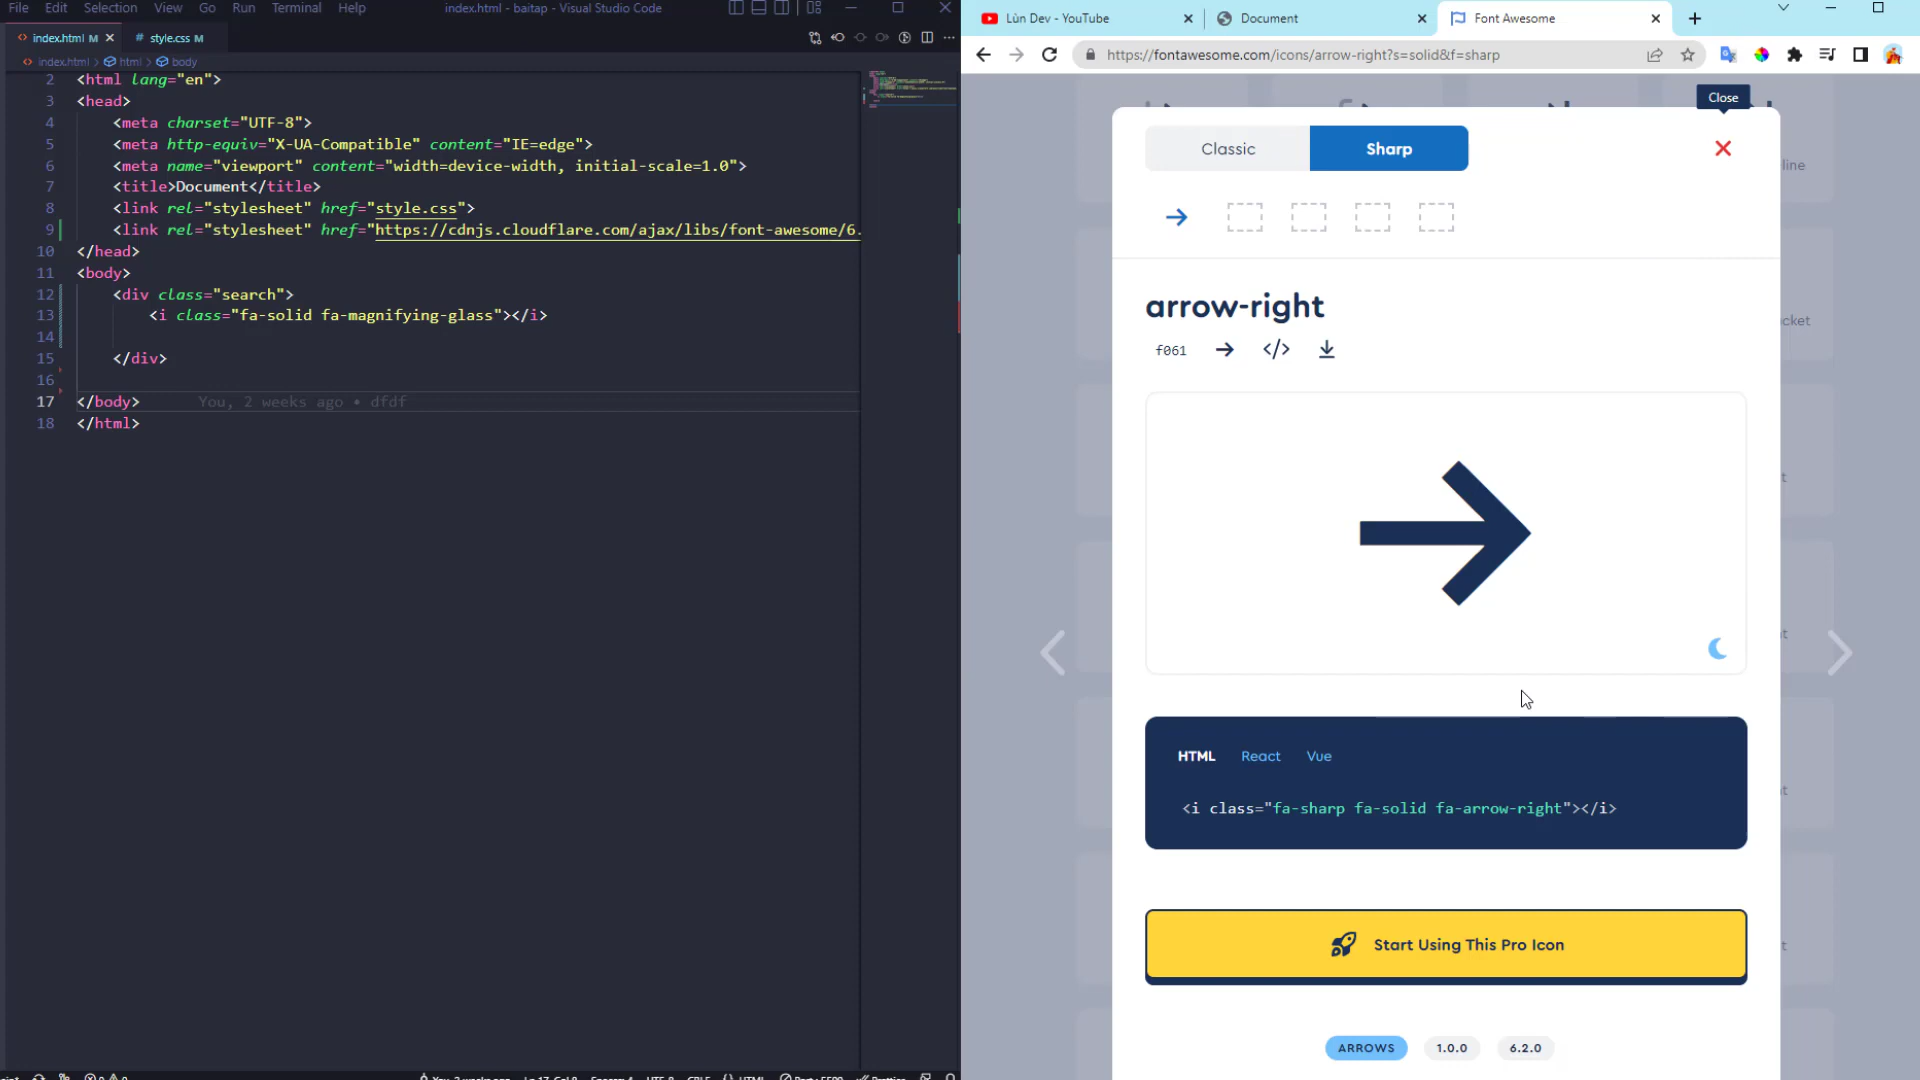 File Edit Selection View Go Run Terminal Help index.html - baitap - Visual Studio Code
index.html M style.css M
index.html > html > body
2 <html lang="en">
3 <head>
4 <meta charset="UTF-8">
5 <meta http-equiv="X-UA-Compatible" content="IE=edge">
6 <meta name="viewport" content="width=device-width, initial-scale=1.0">
7 <title>Document</title>
8 <link rel="stylesheet" href="style.css">
9 <link rel="stylesheet" href="https://cdnjs.cloudflare.com/ajax/libs/font-awesome/6.
10 </head>
11 <body>
12 <div class="search">
13 <i class="fa-solid fa-magnifying-glass"></i>
14
15 </div>
16
17 </body> You, 2 weeks ago • dfdf
18 </html>
Lùn Dev - YouTube Document Font Awesome
https://fontawesome.com/icons/arrow-right?s=solid&f=sharp
Close
Classic Sharp
arrow-right
f061
HTML React Vue
<i class="fa-sharp fa-solid fa-arrow-right"></i>
Start Using This Pro Icon
ARROWS 1.0.0 6.2.0